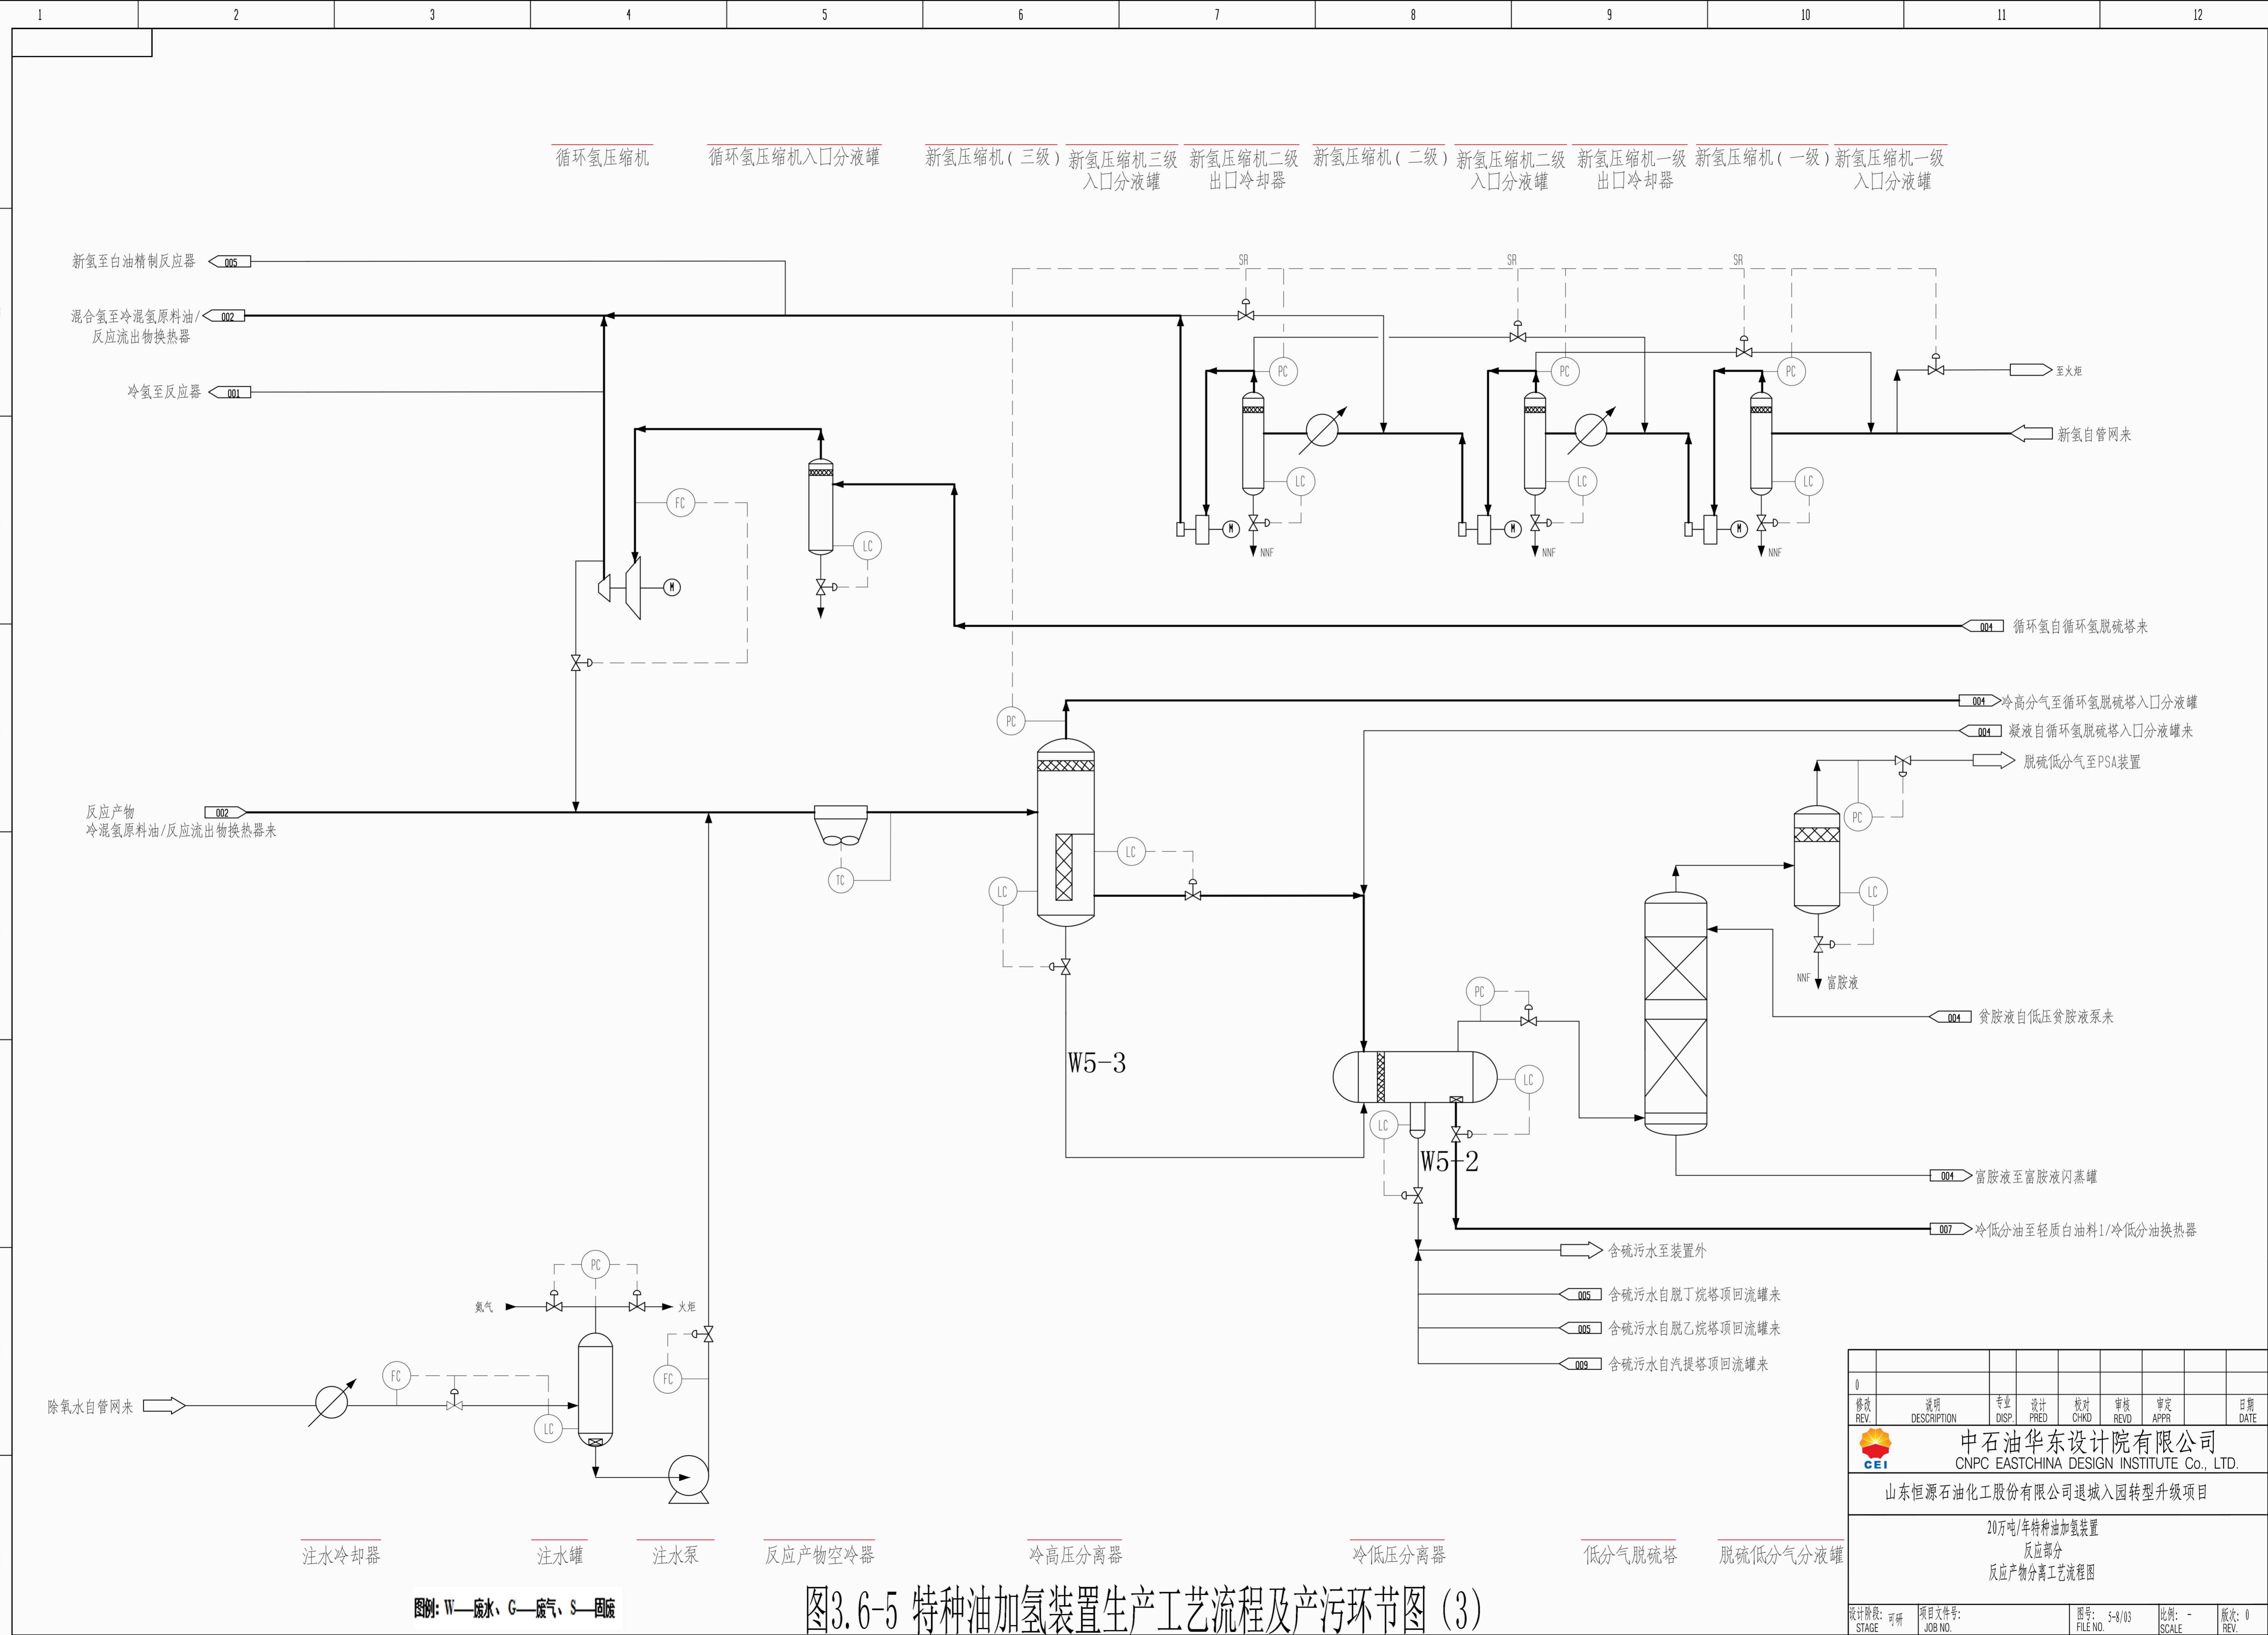 1 2 3 4 5 6 7 8 9 10 11 12
循环氢压缩机
循环氢压缩机入口分液罐
新氢压缩机(三级)
新氢压缩机三级
入口分液罐
新氢压缩机二级
出口冷却器
新氢压缩机(二级)
新氢压缩机二级
入口分液罐
新氢压缩机一级
出口冷却器
新氢压缩机(一级)
新氢压缩机一级
入口分液罐
新氢至白油精制反应器 005
SR SR SR
混合氢至冷混氢原料油/ 002
反应流出物换热器
冷氢至反应器 001
PC PC PC
至火炬
新氢自管网来
LC LC LC
FC
LC
M M M
NNF NNF NNF
M
004 循环氢自循环氢脱硫塔来
PC
004 冷高分气至循环氢脱硫塔入口分液罐
004 凝液自循环氢脱硫塔入口分液罐来
脱硫低分气至PSA装置
反应产物 002
冷混氢原料油/反应流出物换热器来
PC
LC
TC
LC
LC
NNF 富胺液
PC
004 贫胺液自低压贫胺液泵来
W5-3
LC
LC
W5-2
004 富胺液至富胺液闪蒸罐
007 冷低分油至轻质白油料1/冷低分油换热器
含硫污水至装置外
005 含硫污水自脱丁烷塔顶回流罐来
005 含硫污水自脱乙烷塔顶回流罐来
009 含硫污水自汽提塔顶回流罐来
PC
氮气 火炬
FC
FC
LC
除氧水自管网来
注水冷却器
注水罐
注水泵
反应产物空冷器
冷高压分离器
冷低压分离器
低分气脱硫塔
脱硫低分气分液罐
图例: W——废水、G——废气、S——固废
图3.6-5 特种油加氢装置生产工艺流程及产污环节图（3）
0
修改 说明 专业 设计 校对 审核 审定 日期
REV. DESCRIPTION DISP. PRED CHKD REVD APPR DATE
CEI
中石油华东设计院有限公司
CNPC EASTCHINA DESIGN INSTITUTE Co., LTD.
山东恒源石油化工股份有限公司退城入园转型升级项目
20万吨/年特种油加氢装置
反应部分
反应产物分离工艺流程图
设计阶段: 可研 项目文件号: 图号: 5-8/03 比例: - 版次: 0
STAGE JOB NO. FILE NO. SCALE REV.